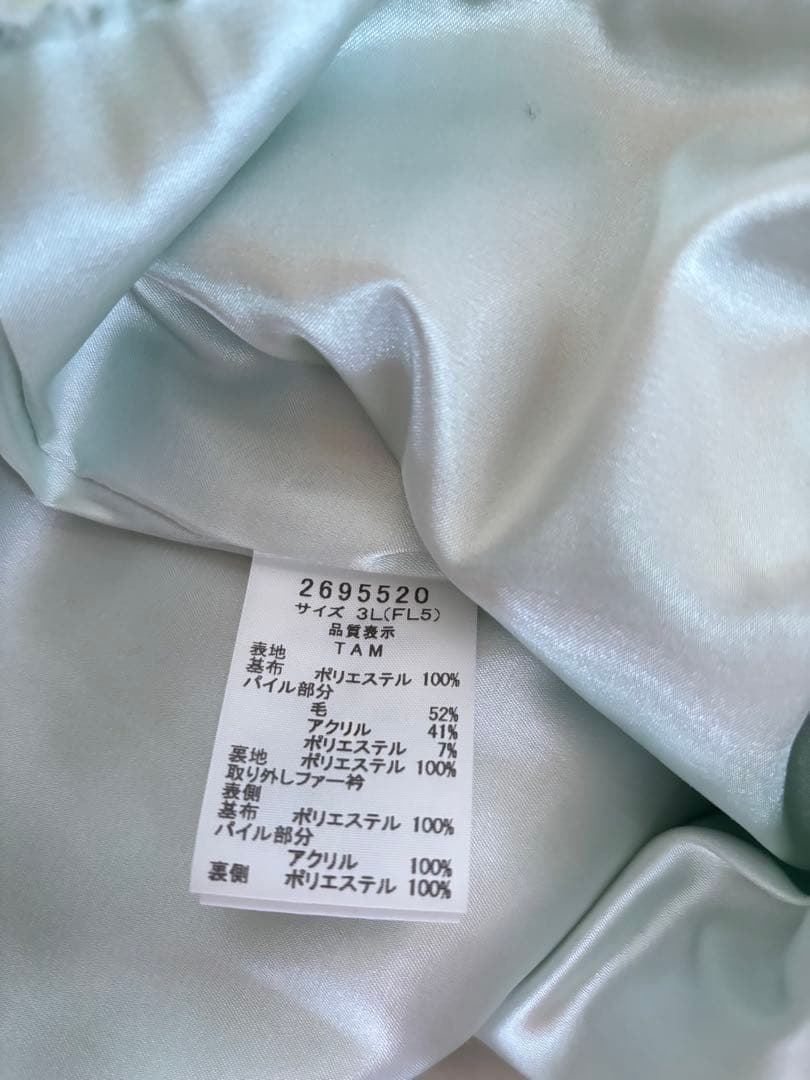 2695520
サイズ 3L(FL5)
品質表示
表地 TAM
基布 ポリエステル 100%
パイル部分
毛 52%
アクリル 41%
ポリエステル 7%
裏地 ポリエステル 100%
取り外しファー衿
表側
基布 ポリエステル 100%
パイル部分
アクリル 100%
裏側 ポリエステル 100%